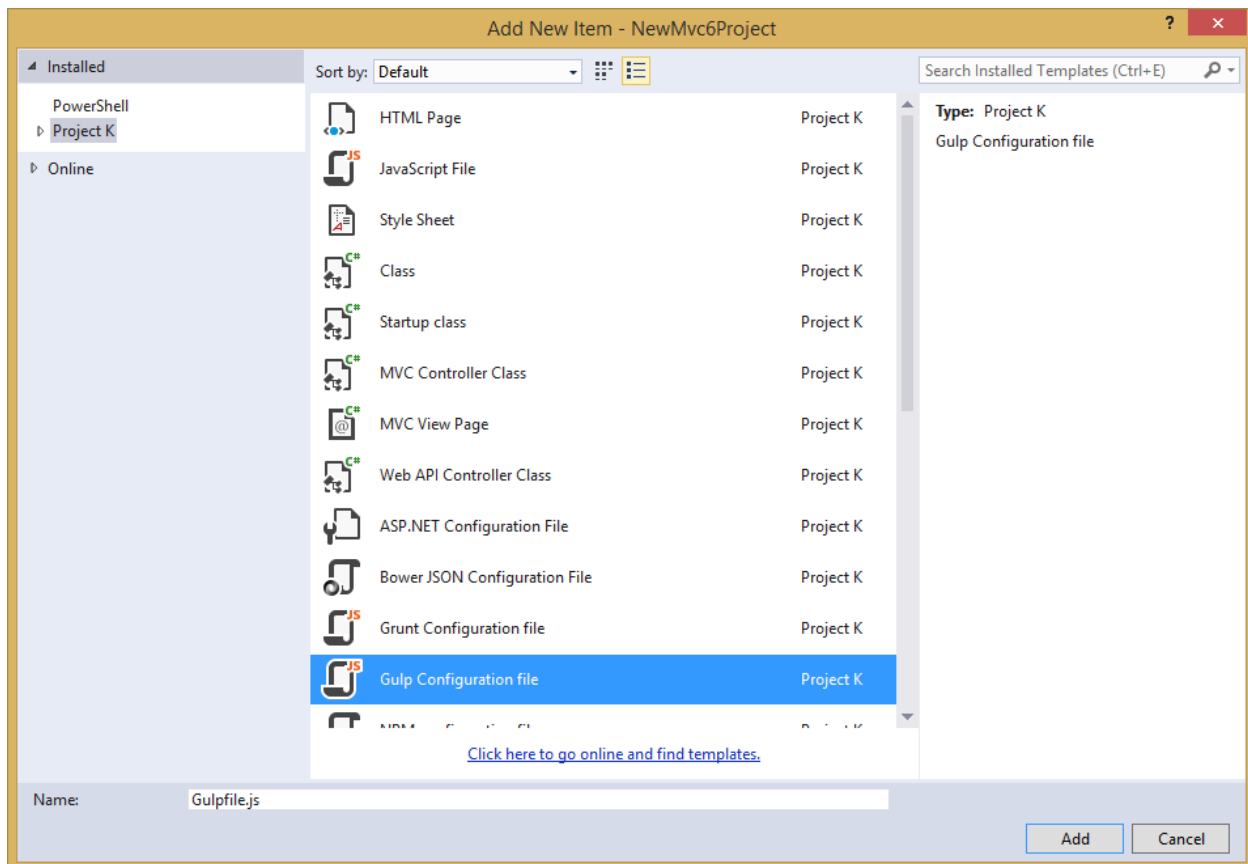 Add New Item - NewMvc6Project
?
Installed
PowerShell
Project K
Online
Sort by: Default
Search Installed Templates (Ctrl+E)
HTML Page Project K
JS
JavaScript File Project K
Style Sheet Project K
C#
Class Project K
C#
Startup class Project K
C#
MVC Controller Class Project K
C#
@
MVC View Page Project K
C#
Web API Controller Class Project K
ASP.NET Configuration File Project K
Bower JSON Configuration File Project K
JS
Grunt Configuration file Project K
JS
Gulp Configuration file Project K
Click here to go online and find templates.
Type: Project K
Gulp Configuration file
Name: Gulpfile.js
Add Cancel